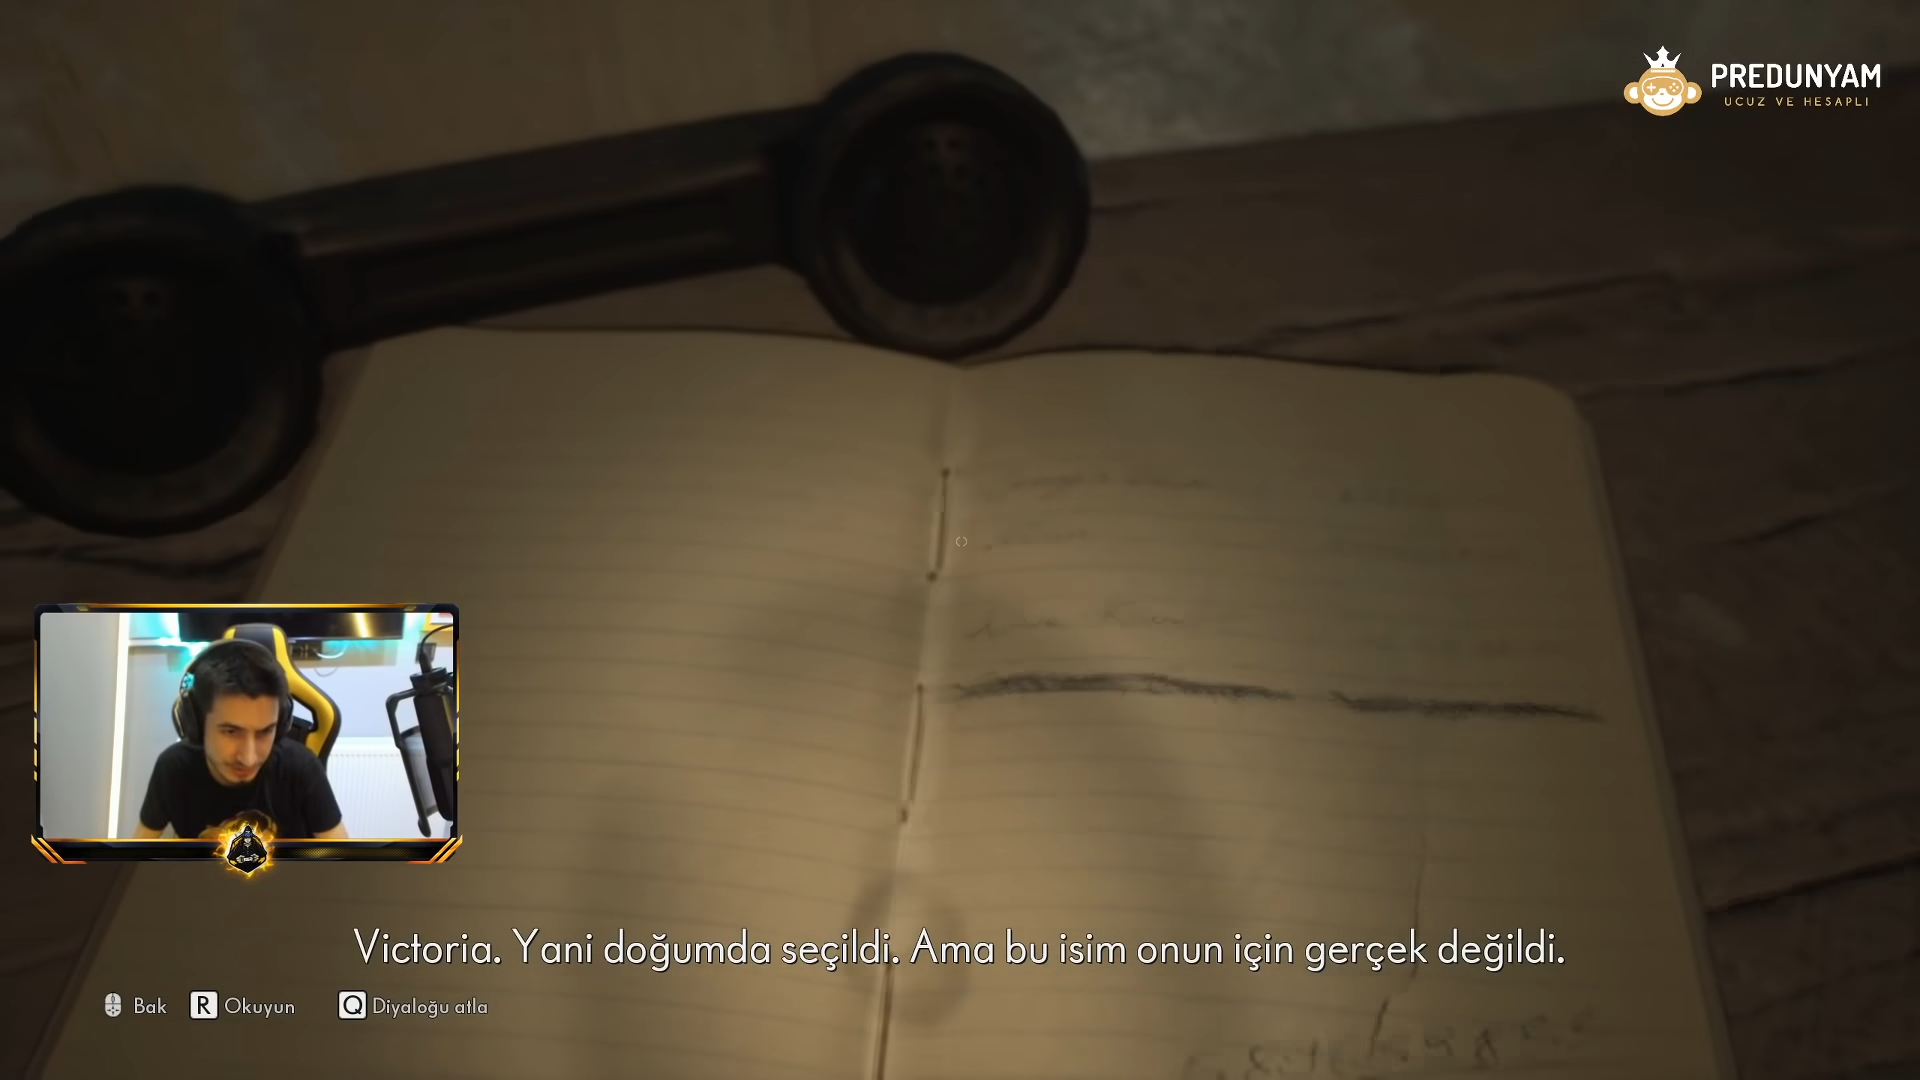 PREDUNYAM
UCUZ VE HESAPLI
Victoria. Yani doğumda seçildi. Ama bu isim onun için gerçek değildi.
Bak R Okuyun Q Diyaloğu atla